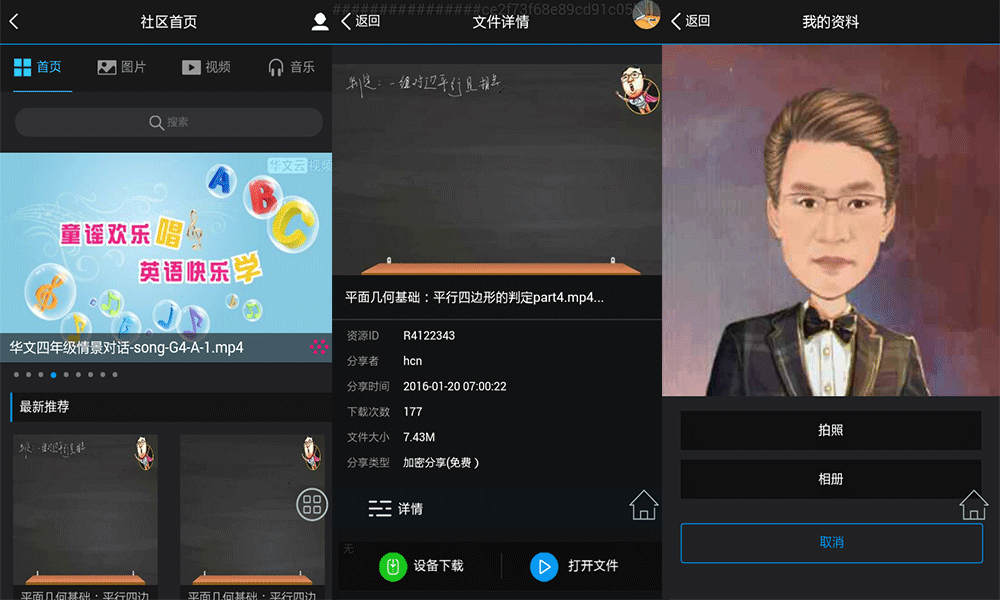 社区首页
首页
图片
视频
音乐
搜索
华文云视频
童谣欢乐唱
英语快乐学
ABC
华文四年级情景对话-song-G4-A-1.mp4
最新推荐
平面几何基础:平行四边
平面几何基础:平行四边
################ce2f73f68e89cd91c05
返回
文件详情
判定:一组对边平行且相等
平面几何基础:平行四边形的判定part4.mp4...
资源ID R4122343
分享者 hcn
分享时间 2016-01-20 07:00:22
下载次数 177
文件大小 7.43M
分享类型 加密分享(免费)
详情
无
设备下载
打开文件
返回
我的资料
拍照
相册
取消